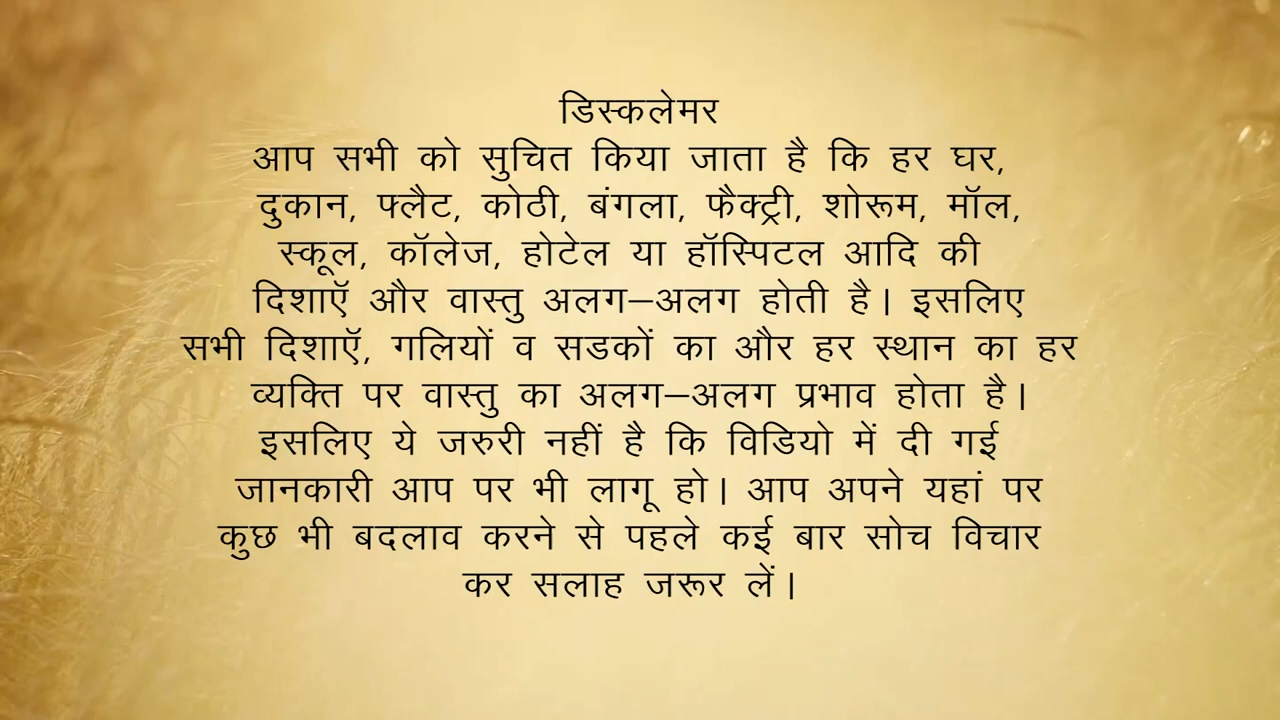 डिस्कलेमर
आप सभी को सुचित किया जाता है कि हर घर,
दुकान, फ्लैट, कोठी, बंगला, फैक्ट्री, शोरूम, मॉल,
स्कूल, कॉलेज, होटेल या हॉस्पिटल आदि की
दिशाऍ और वास्तु अलग–अलग होती है। इसलिए
सभी दिशाऍ, गलियों व सडकों का और हर स्थान का हर
व्यक्ति पर वास्तु का अलग–अलग प्रभाव होता है।
इसलिए ये जरुरी नहीं है कि विडियो में दी गई
जानकारी आप पर भी लागू हो। आप अपने यहां पर
कुछ भी बदलाव करने से पहले कई बार सोच विचार
कर सलाह जरूर लें।